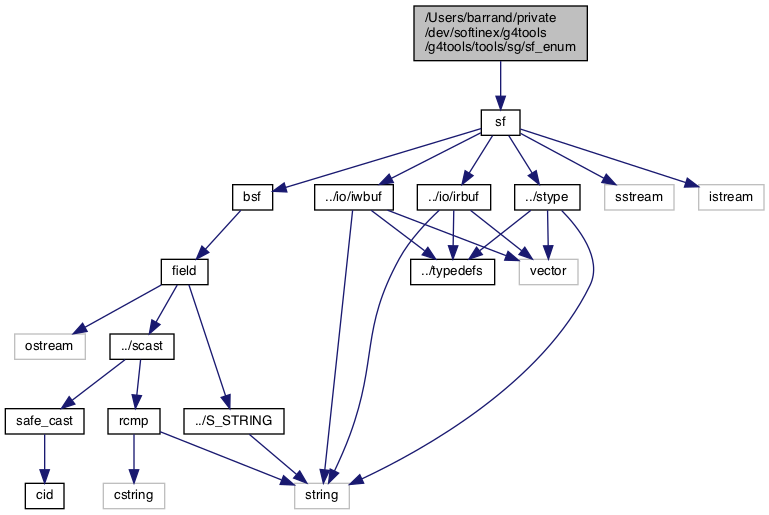 /Users/barrand/private
/dev/softinex/g4tools
/g4tools/tools/sg/sf_enum
sf
bsf
../io/iwbuf
../io/irbuf
../stype
sstream
istream
field
../typedefs
vector
ostream
../scast
safe_cast
rcmp
../S_STRING
cid
cstring
string